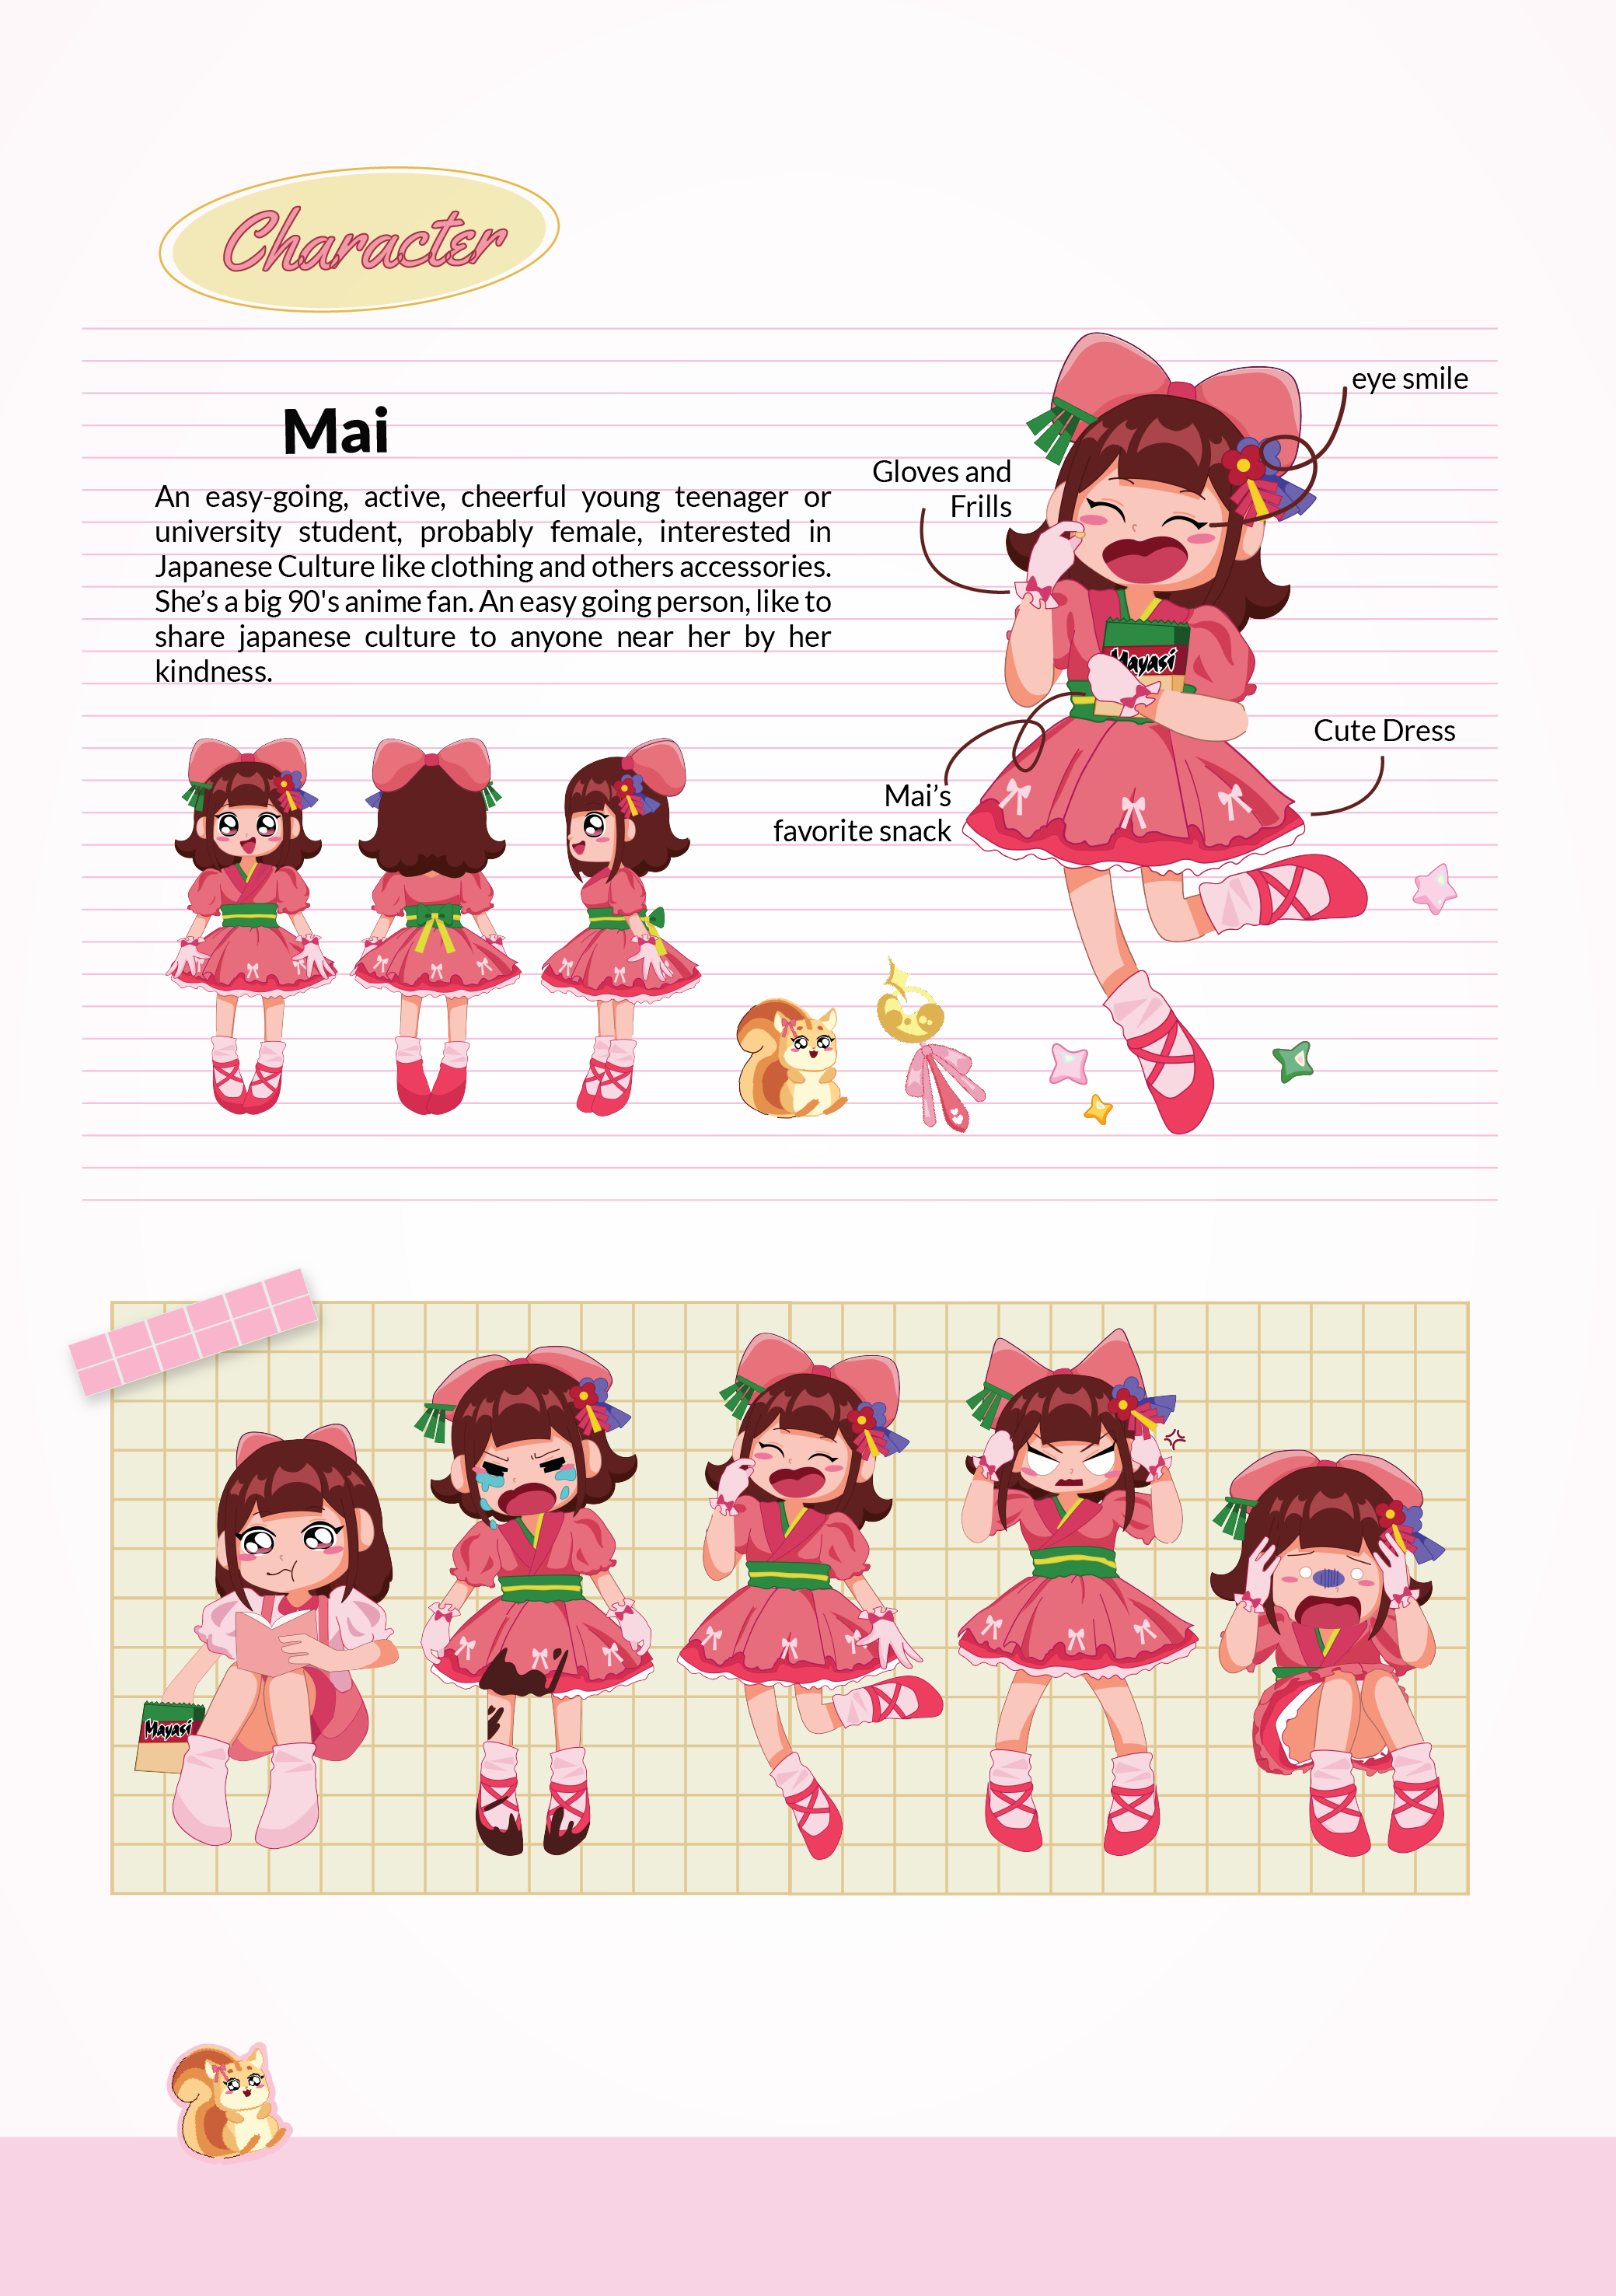 Character
Mai
An easy-going, active, cheerful young teenager or
university student, probably female, interested in
Japanese Culture like clothing and others accessories.
She’s a big 90's anime fan. An easy going person, like to
share japanese culture to anyone near her by her
kindness.
eye smile
Gloves and
Frills
Mayasi
Cute Dress
Mai’s
favorite snack
Mayasi